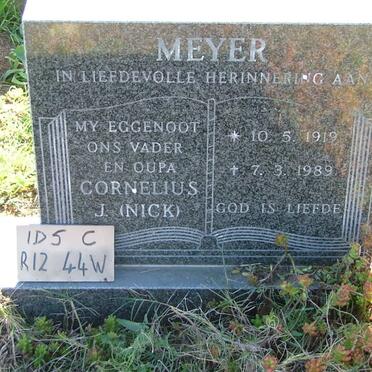 MEYER
IN LIEFDEVOLLE HERINNERING AAN
MY EGGENOOT
ONS VADER
EN OUPA
CORNELIUS
J. (NICK)
* 10. 5. 1919
✝ 7. 3. 1989
GOD IS LIEFDE
1D5 C
R12 44W